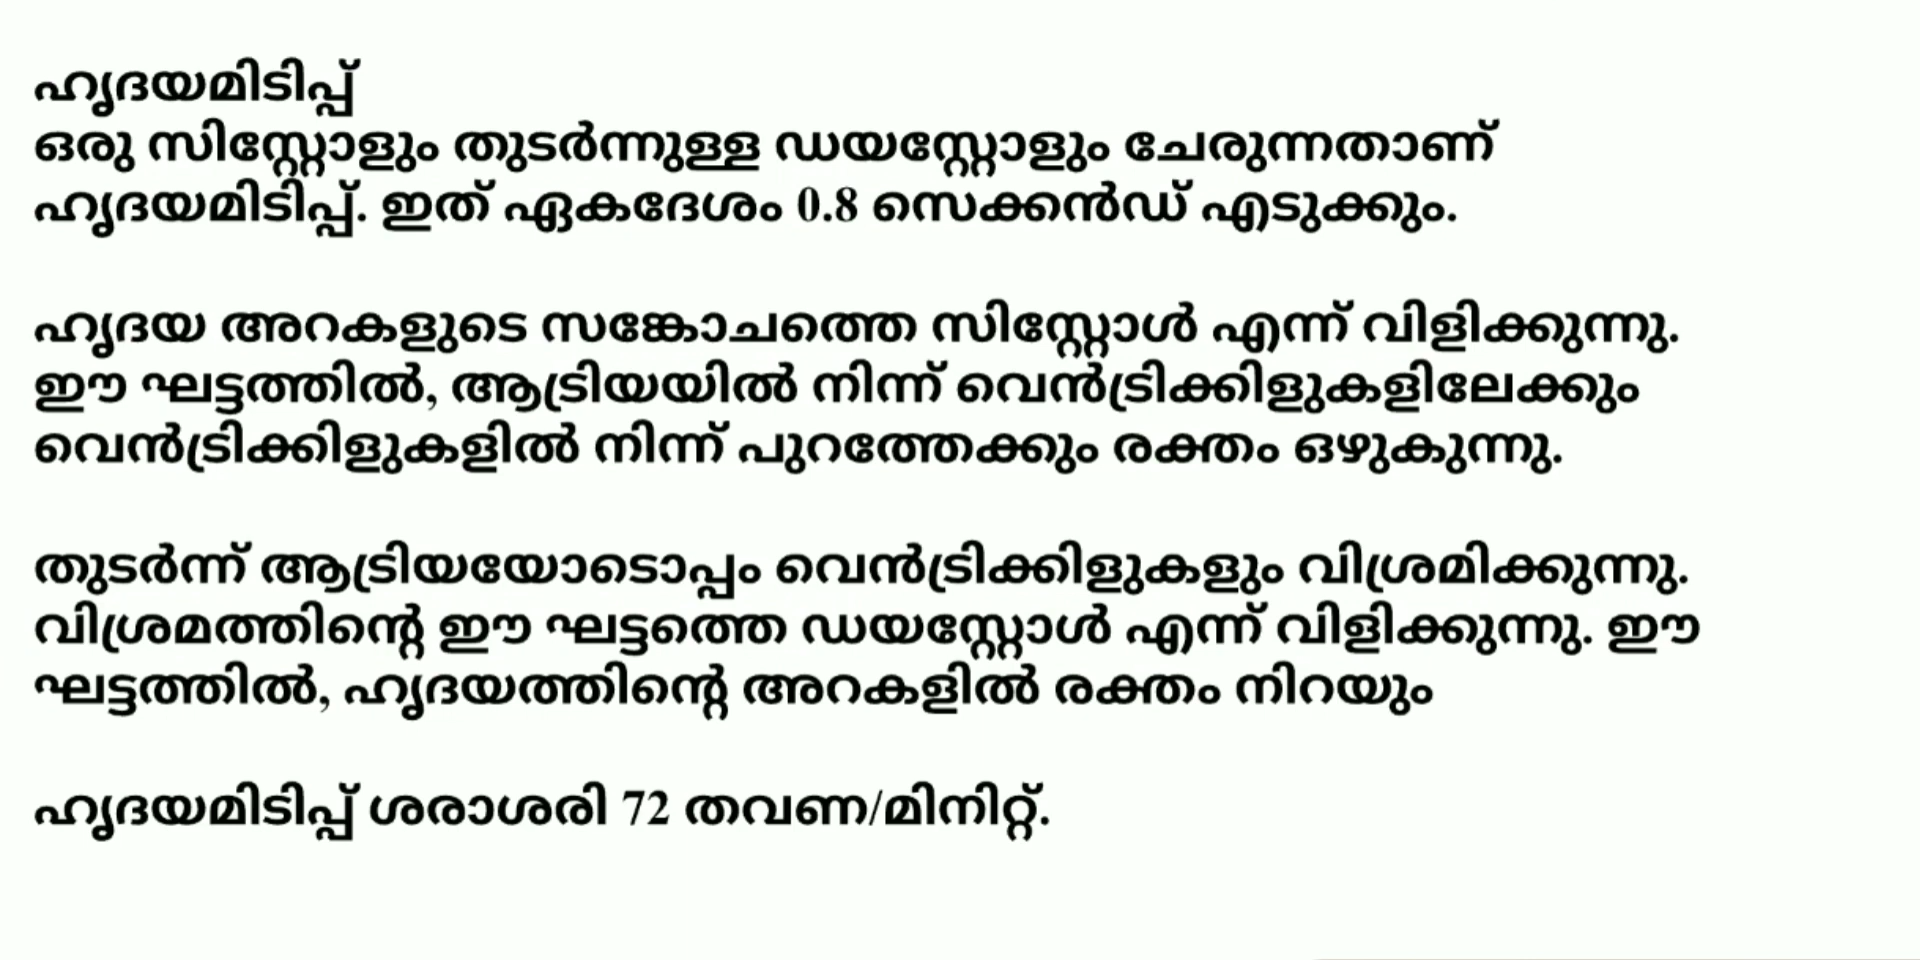 ഹൃദയമിടിപ്പ്
ഒരു സിസ്റ്റോളും തുടർന്നുള്ള ഡയസ്റ്റോളും ചേരുന്നതാണ്
ഹൃദയമിടിപ്പ്. ഇത് ഏകദേശം 0.8 സെക്കൻഡ് എടുക്കും.
ഹൃദയ അറകളുടെ സങ്കോചത്തെ സിസ്റ്റോൾ എന്ന് വിളിക്കുന്നു.
ഈ ഘട്ടത്തിൽ, ആട്രിയയിൽ നിന്ന് വെൻട്രിക്കിളുകളിലേക്കും
വെൻട്രിക്കിളുകളിൽ നിന്ന് പുറത്തേക്കും രക്തം ഒഴുകുന്നു.
തുടർന്ന് ആട്രിയയോടൊപ്പം വെൻട്രിക്കിളുകളും വിശ്രമിക്കുന്നു.
വിശ്രമത്തിന്റെ ഈ ഘട്ടത്തെ ഡയസ്റ്റോൾ എന്ന് വിളിക്കുന്നു. ഈ
ഘട്ടത്തിൽ, ഹൃദയത്തിന്റെ അറകളിൽ രക്തം നിറയും
ഹൃദയമിടിപ്പ് ശരാശരി 72 തവണ/മിനിറ്റ്.